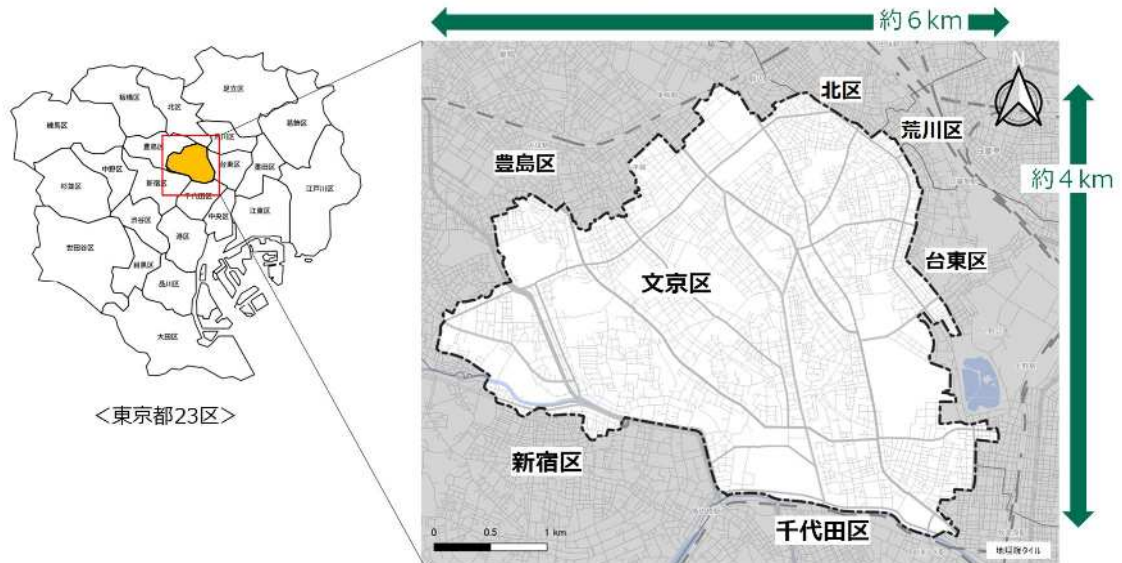 約6km
足立区
板橋区
北区
葛飾区
練馬区
荒川区
豊島区
中野区
台東区
墨田区
杉並区
新宿区
江戸川区
千代田区
渋谷区
中央区
江東区
港区
世田谷区
目黒区
品川区
大田区
<東京都23区>
N
北区
荒川区
豊島区
約4km
台東区
文京区
新宿区
千代田区
0 0.5 1 km
地理院タイル